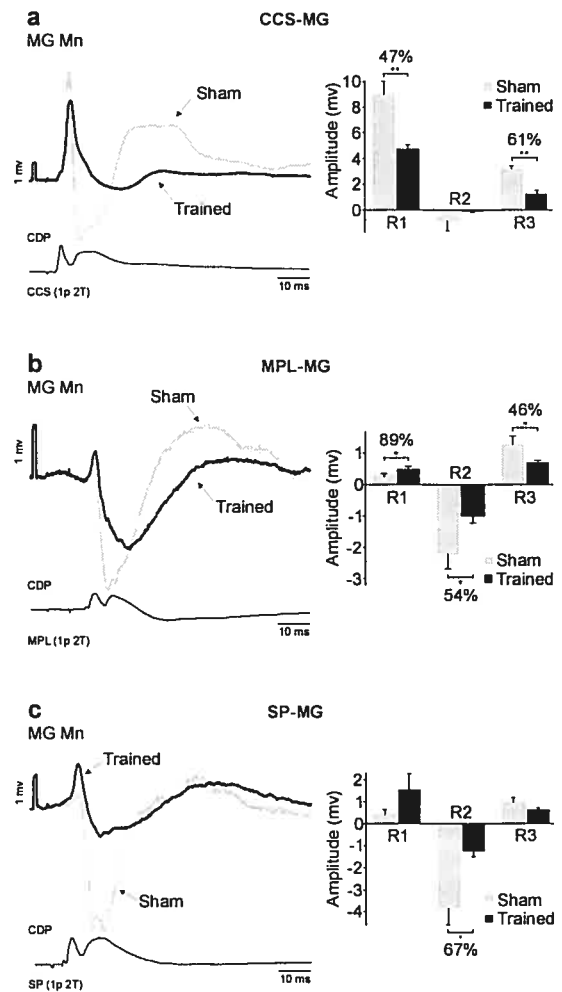 a
CCS-MG
MG Mn
1 mv
Sham
Trained
CDP
CCS (1p 2T)
10 ms
Amplitude (mv)
10
8
6
4
2
0
47%
**
Sham
Trained
61%
**
R2
R1
R3
b
MPL-MG
MG Mn
1 mv
Sham
Trained
CDP
MPL (1p 2T)
10 ms
Amplitude (mv)
1
0
-1
-2
-3
89%
*
46%
*
R2
R1
R3
Sham
Trained
*
54%
c
SP-MG
MG Mn
1 mv
Trained
Sham
CDP
SP (1p 2T)
10 ms
Amplitude (mv)
2
1
0
-1
-2
-3
-4
R2
R1
R3
Sham
Trained
*
67%